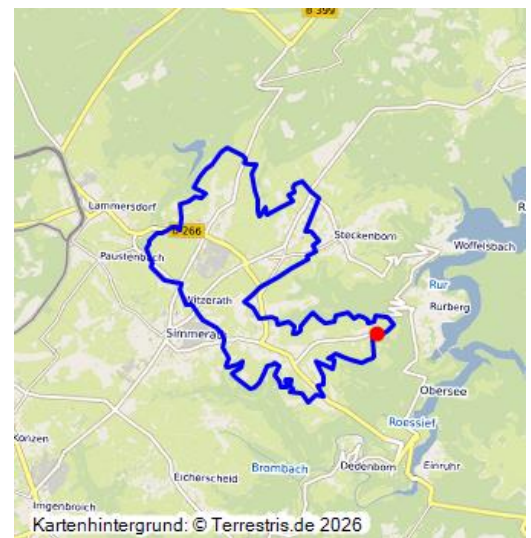 B 399
Lammersdorf
B 266
Steckenborn
Woffelsbach
Paustenbach
Rur
Witzerath
Rurberg
Simmerath
Obersee
Roessief
Konzen
Dedenborn
Einruhr
Brombach
Eicherscheid
Imgenbroich
Kartenhintergrund: © Terrestris.de 2026